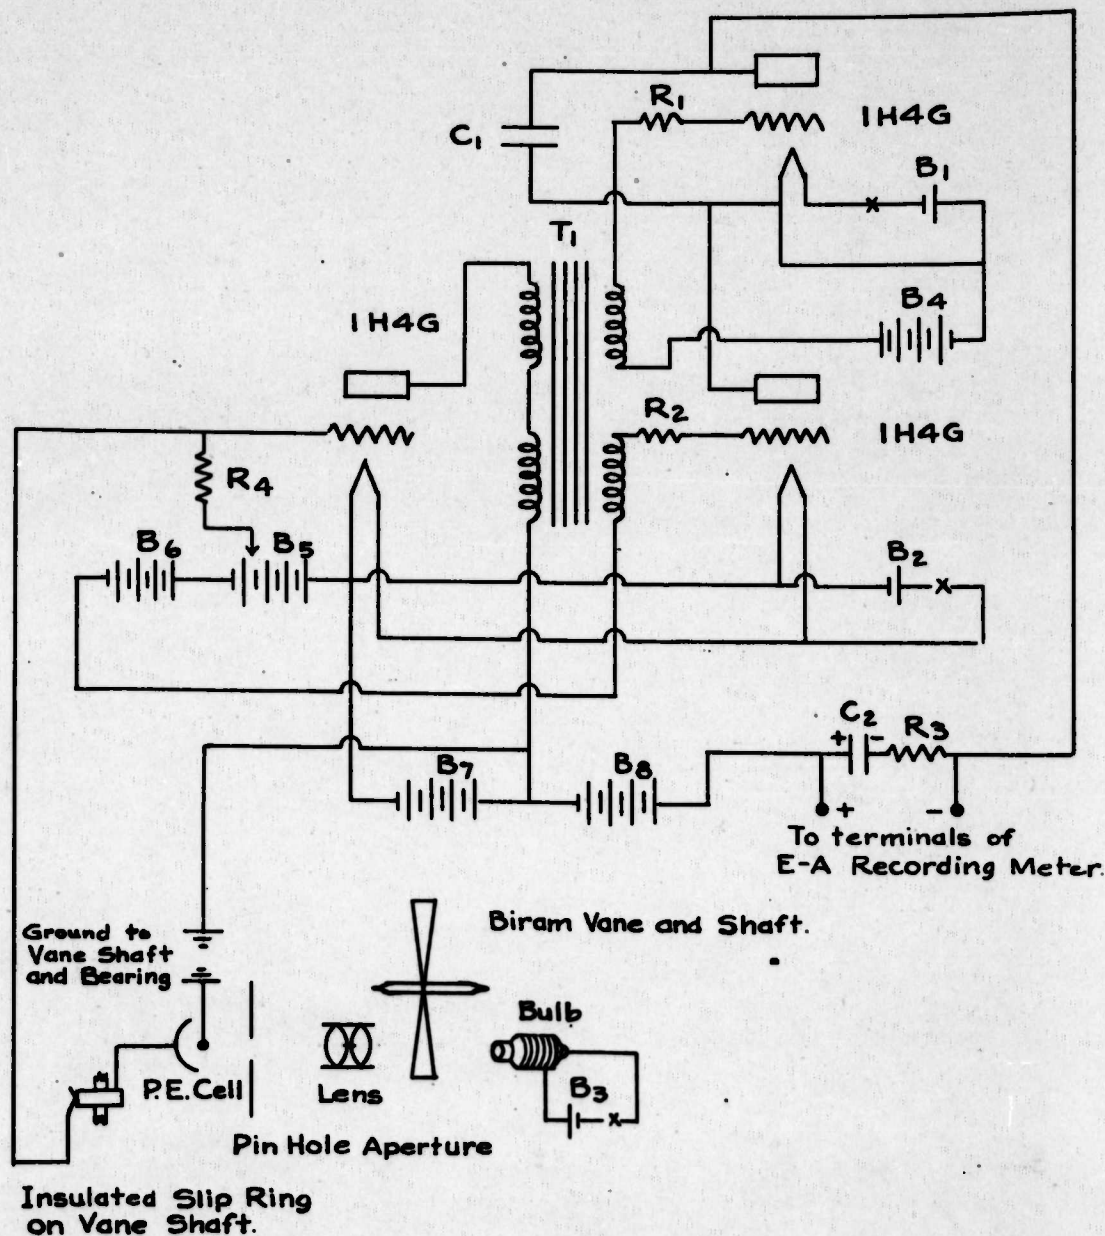 R1
1H4G
C1
B1
T1
B4
1H4G
R2
1H4G
R4
B6
B5
B2
x
x
C2
+ -
R3
B7
B8
+ -
To terminals of
E-A Recording Meter.
Ground to
Vane Shaft
and Bearing
Biram Vane and Shaft.
Bulb
P.E. Cell
Lens
B3
x
Pin Hole Aperture
Insulated Slip Ring
on Vane Shaft.